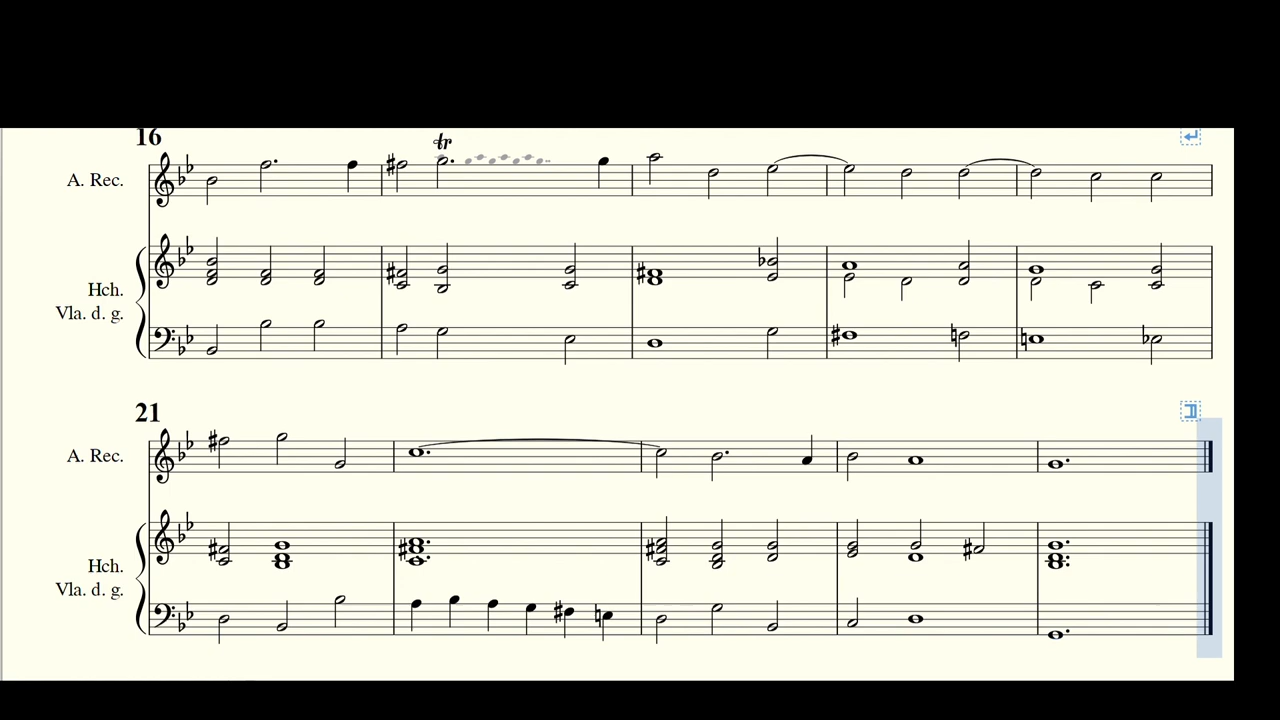 16
tr
A. Rec.
Hch.
Vla. d. g.
21
A. Rec.
Hch.
Vla. d. g.